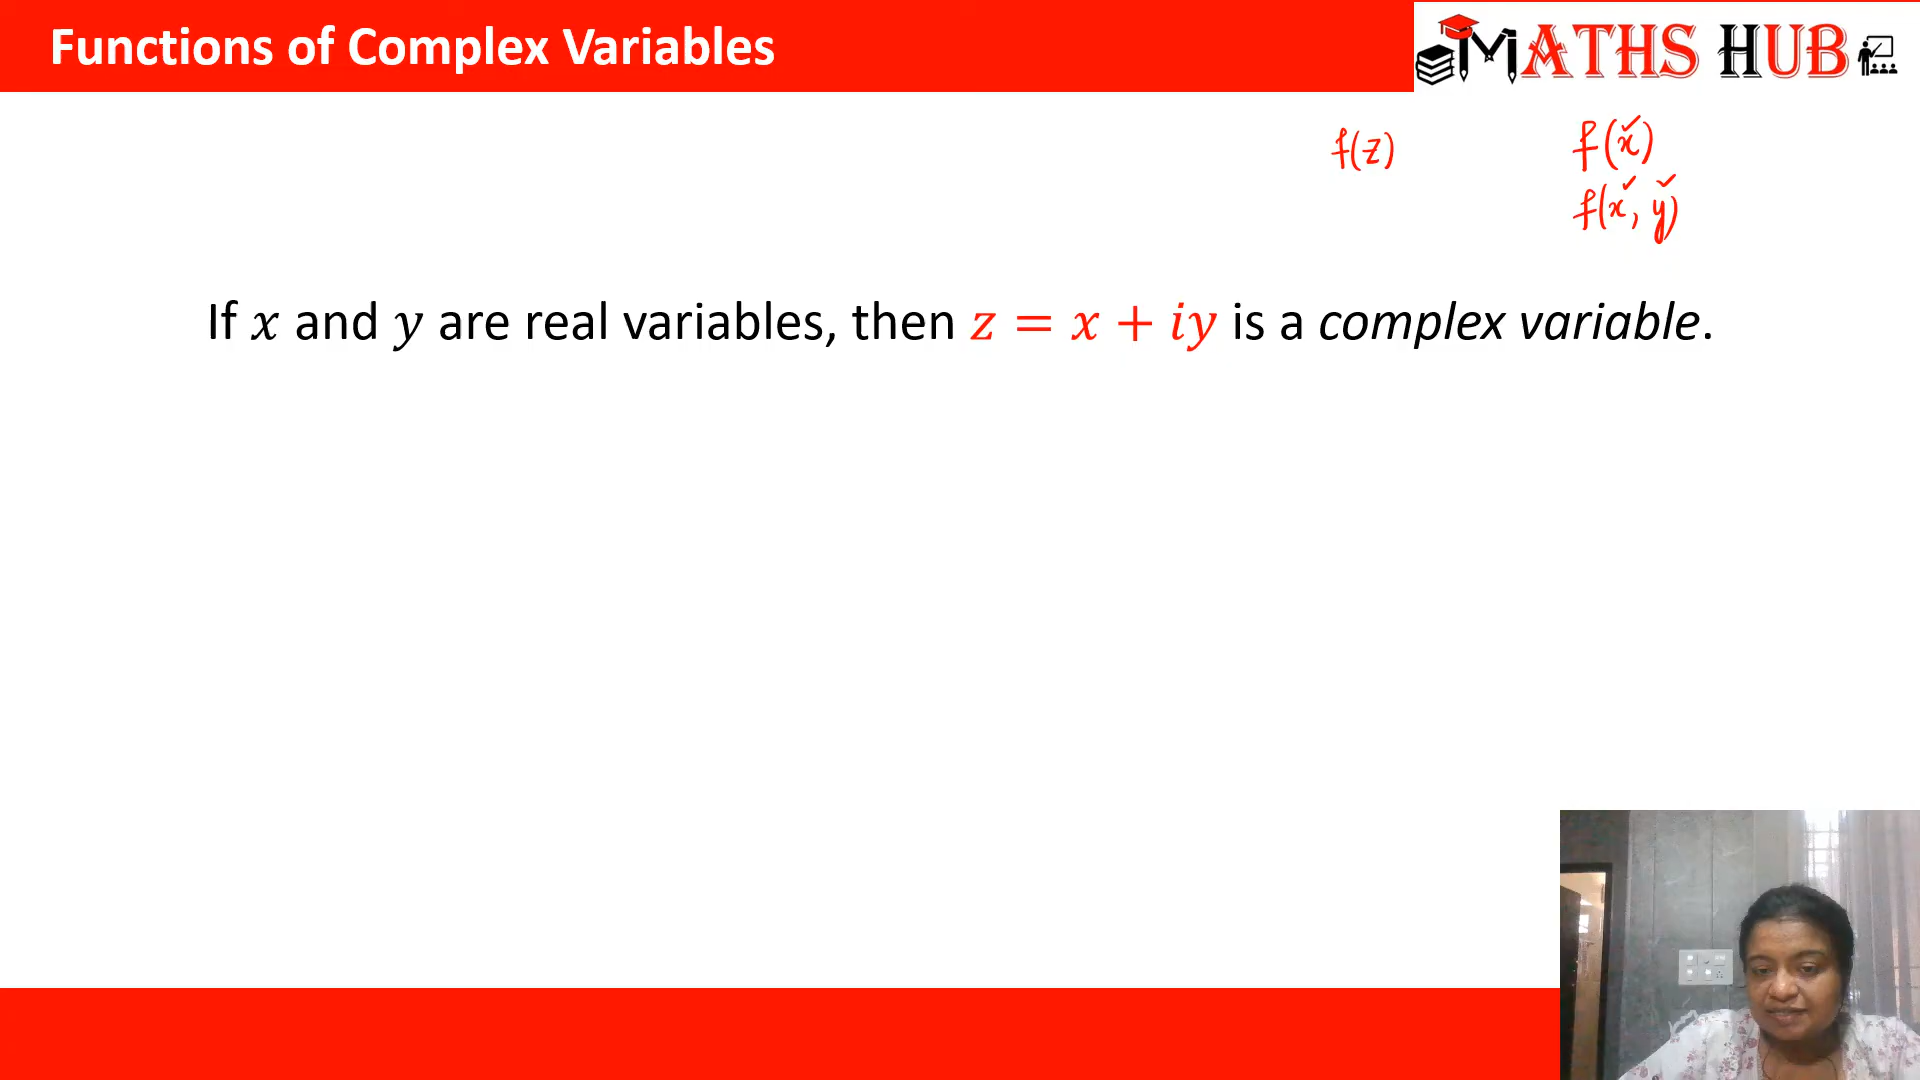 Functions of Complex Variables
MATHS HUB
f(z)
f(x)
f(x, y)
If x and y are real variables, then z = x + iy is a complex variable.